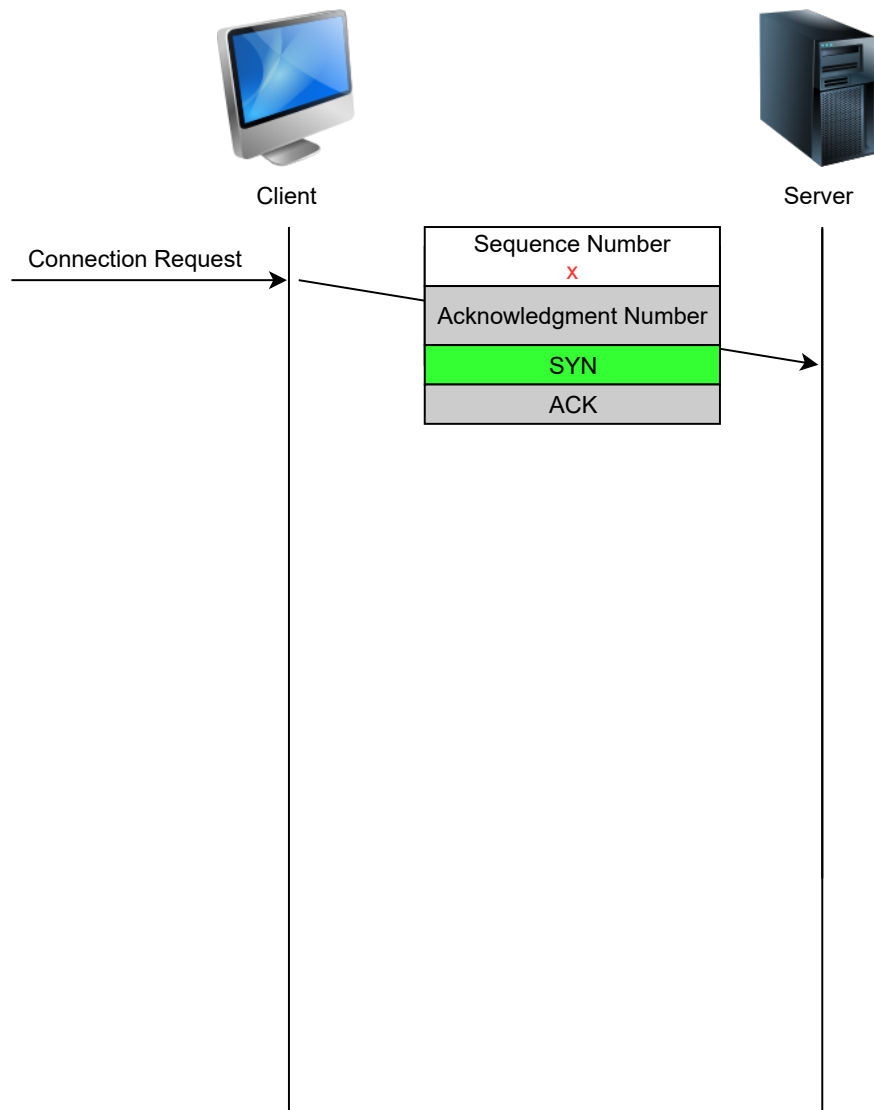 Client
Server
Connection Request
Sequence Number
x
Acknowledgment Number
SYN
ACK